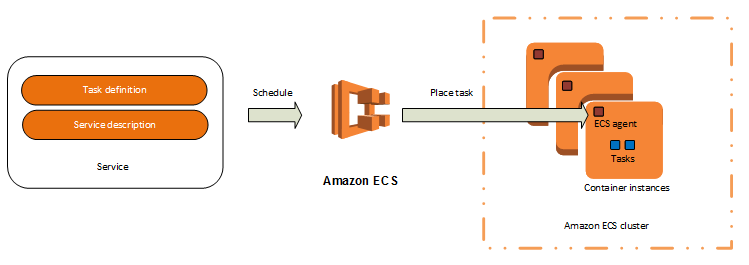 Task definition
Service description
Service
Schedule
Amazon ECS
Place task
ECS agent
Tasks
Container instances
Amazon ECS cluster